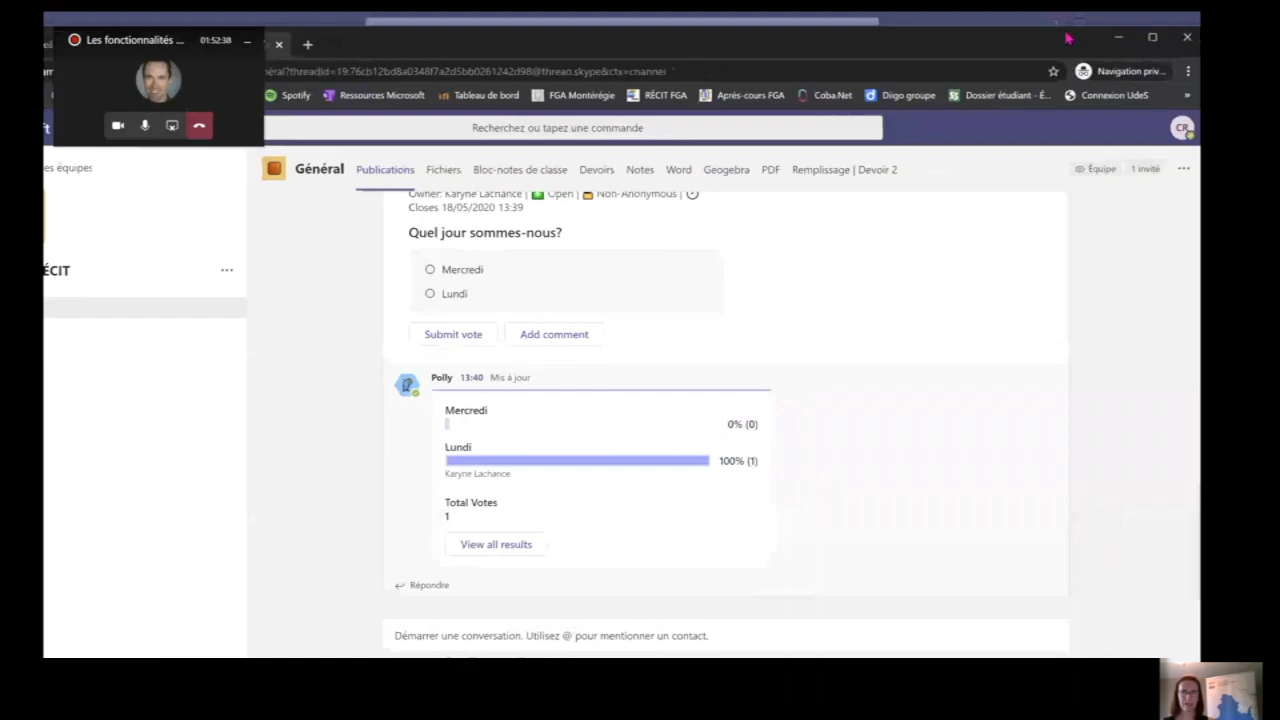 Les fonctionnalités ... 01:52:38
Navigation priv...
Spotify Ressources Microsoft Tableau de bord FGA Montérégie RÉCIT FGA Après-cours FGA Coba.Net Diigo groupe Dossier étudiant - É... Connexion UdeS »
Recherchez ou tapez une commande
CR
es équipes
Général Publications Fichiers Bloc-notes de classe Devoirs Notes Word Geogebra PDF Remplissage | Devoir 2
Équipe 1 invité
Owner: Karyne Lachance | Open | Non-Anonymous |
Closes 18/05/2020 13:39
Quel jour sommes-nous?
Mercredi
ÉCIT
Lundi
Submit vote Add comment
Polly 13:40 Mis à jour
Mercredi
0% (0)
Lundi
100% (1)
Karyne Lachance
Total Votes
1
View all results
Répondre
Démarrer une conversation. Utilisez @ pour mentionner un contact.